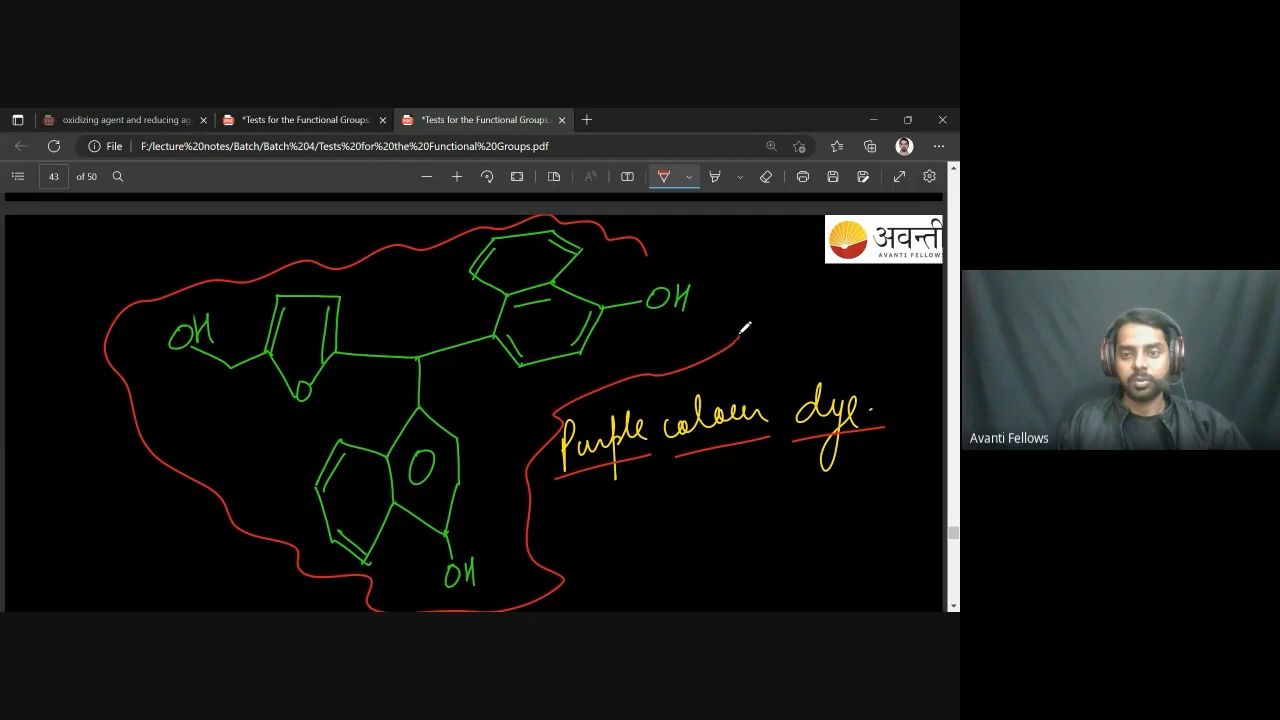 oxidizing agent and reducing ag
*Tests for the Functional Groups.
*Tests for the Functional Groups.
File
F:/lecture%20notes/Batch/Batch%204/Tests%20for%20the%20Functional%20Groups.pdf
43
of 50
अवन्ती
AVANTI FELLOWS
OH
OH
O
Purple colour dye.
OH
Avanti Fellows